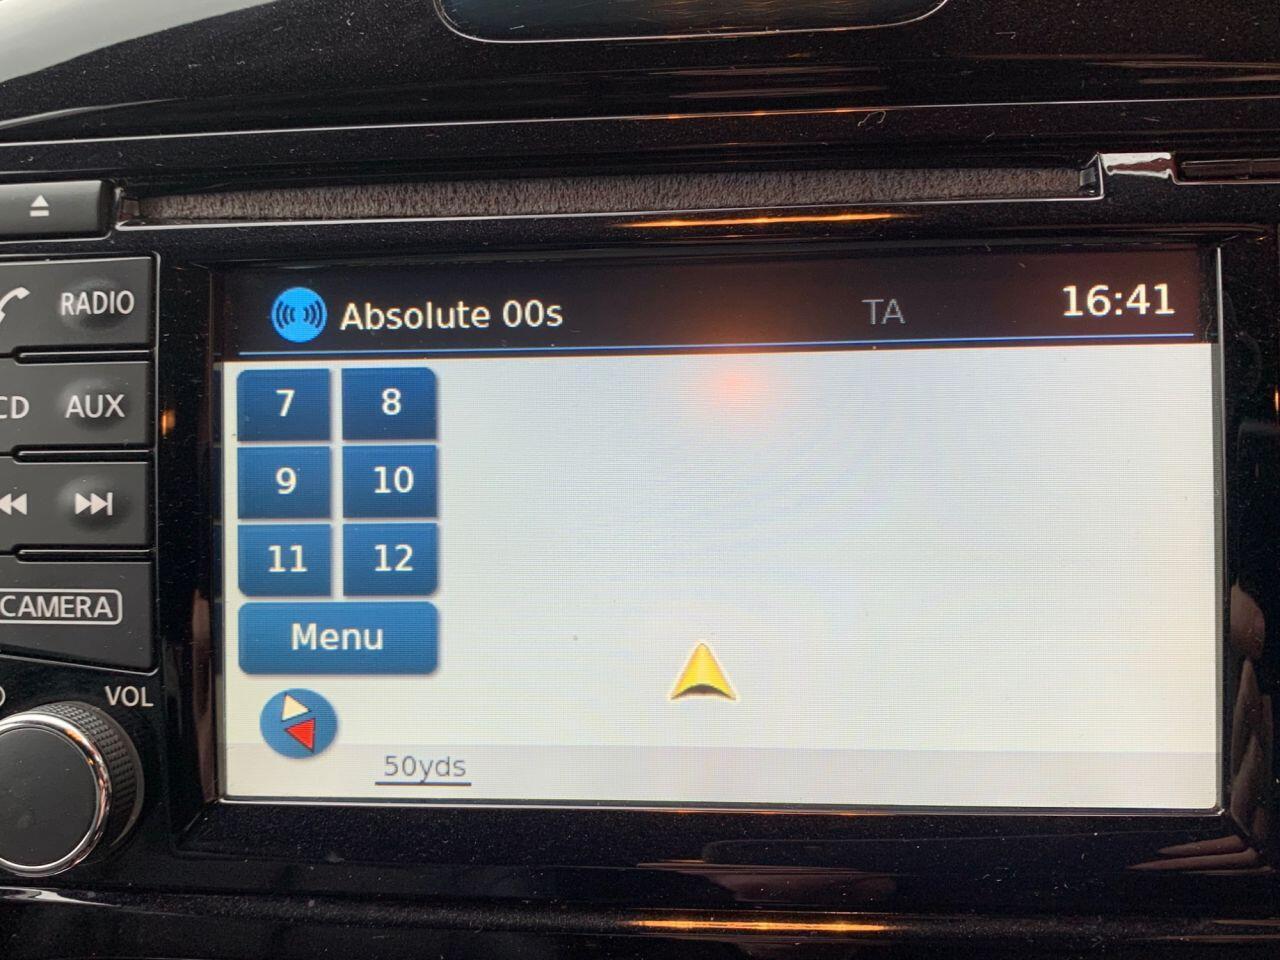 RADIO
CD AUX
CAMERA
VOL
Absolute 00s TA 16:41
7 8
9 10
11 12
Menu
50yds